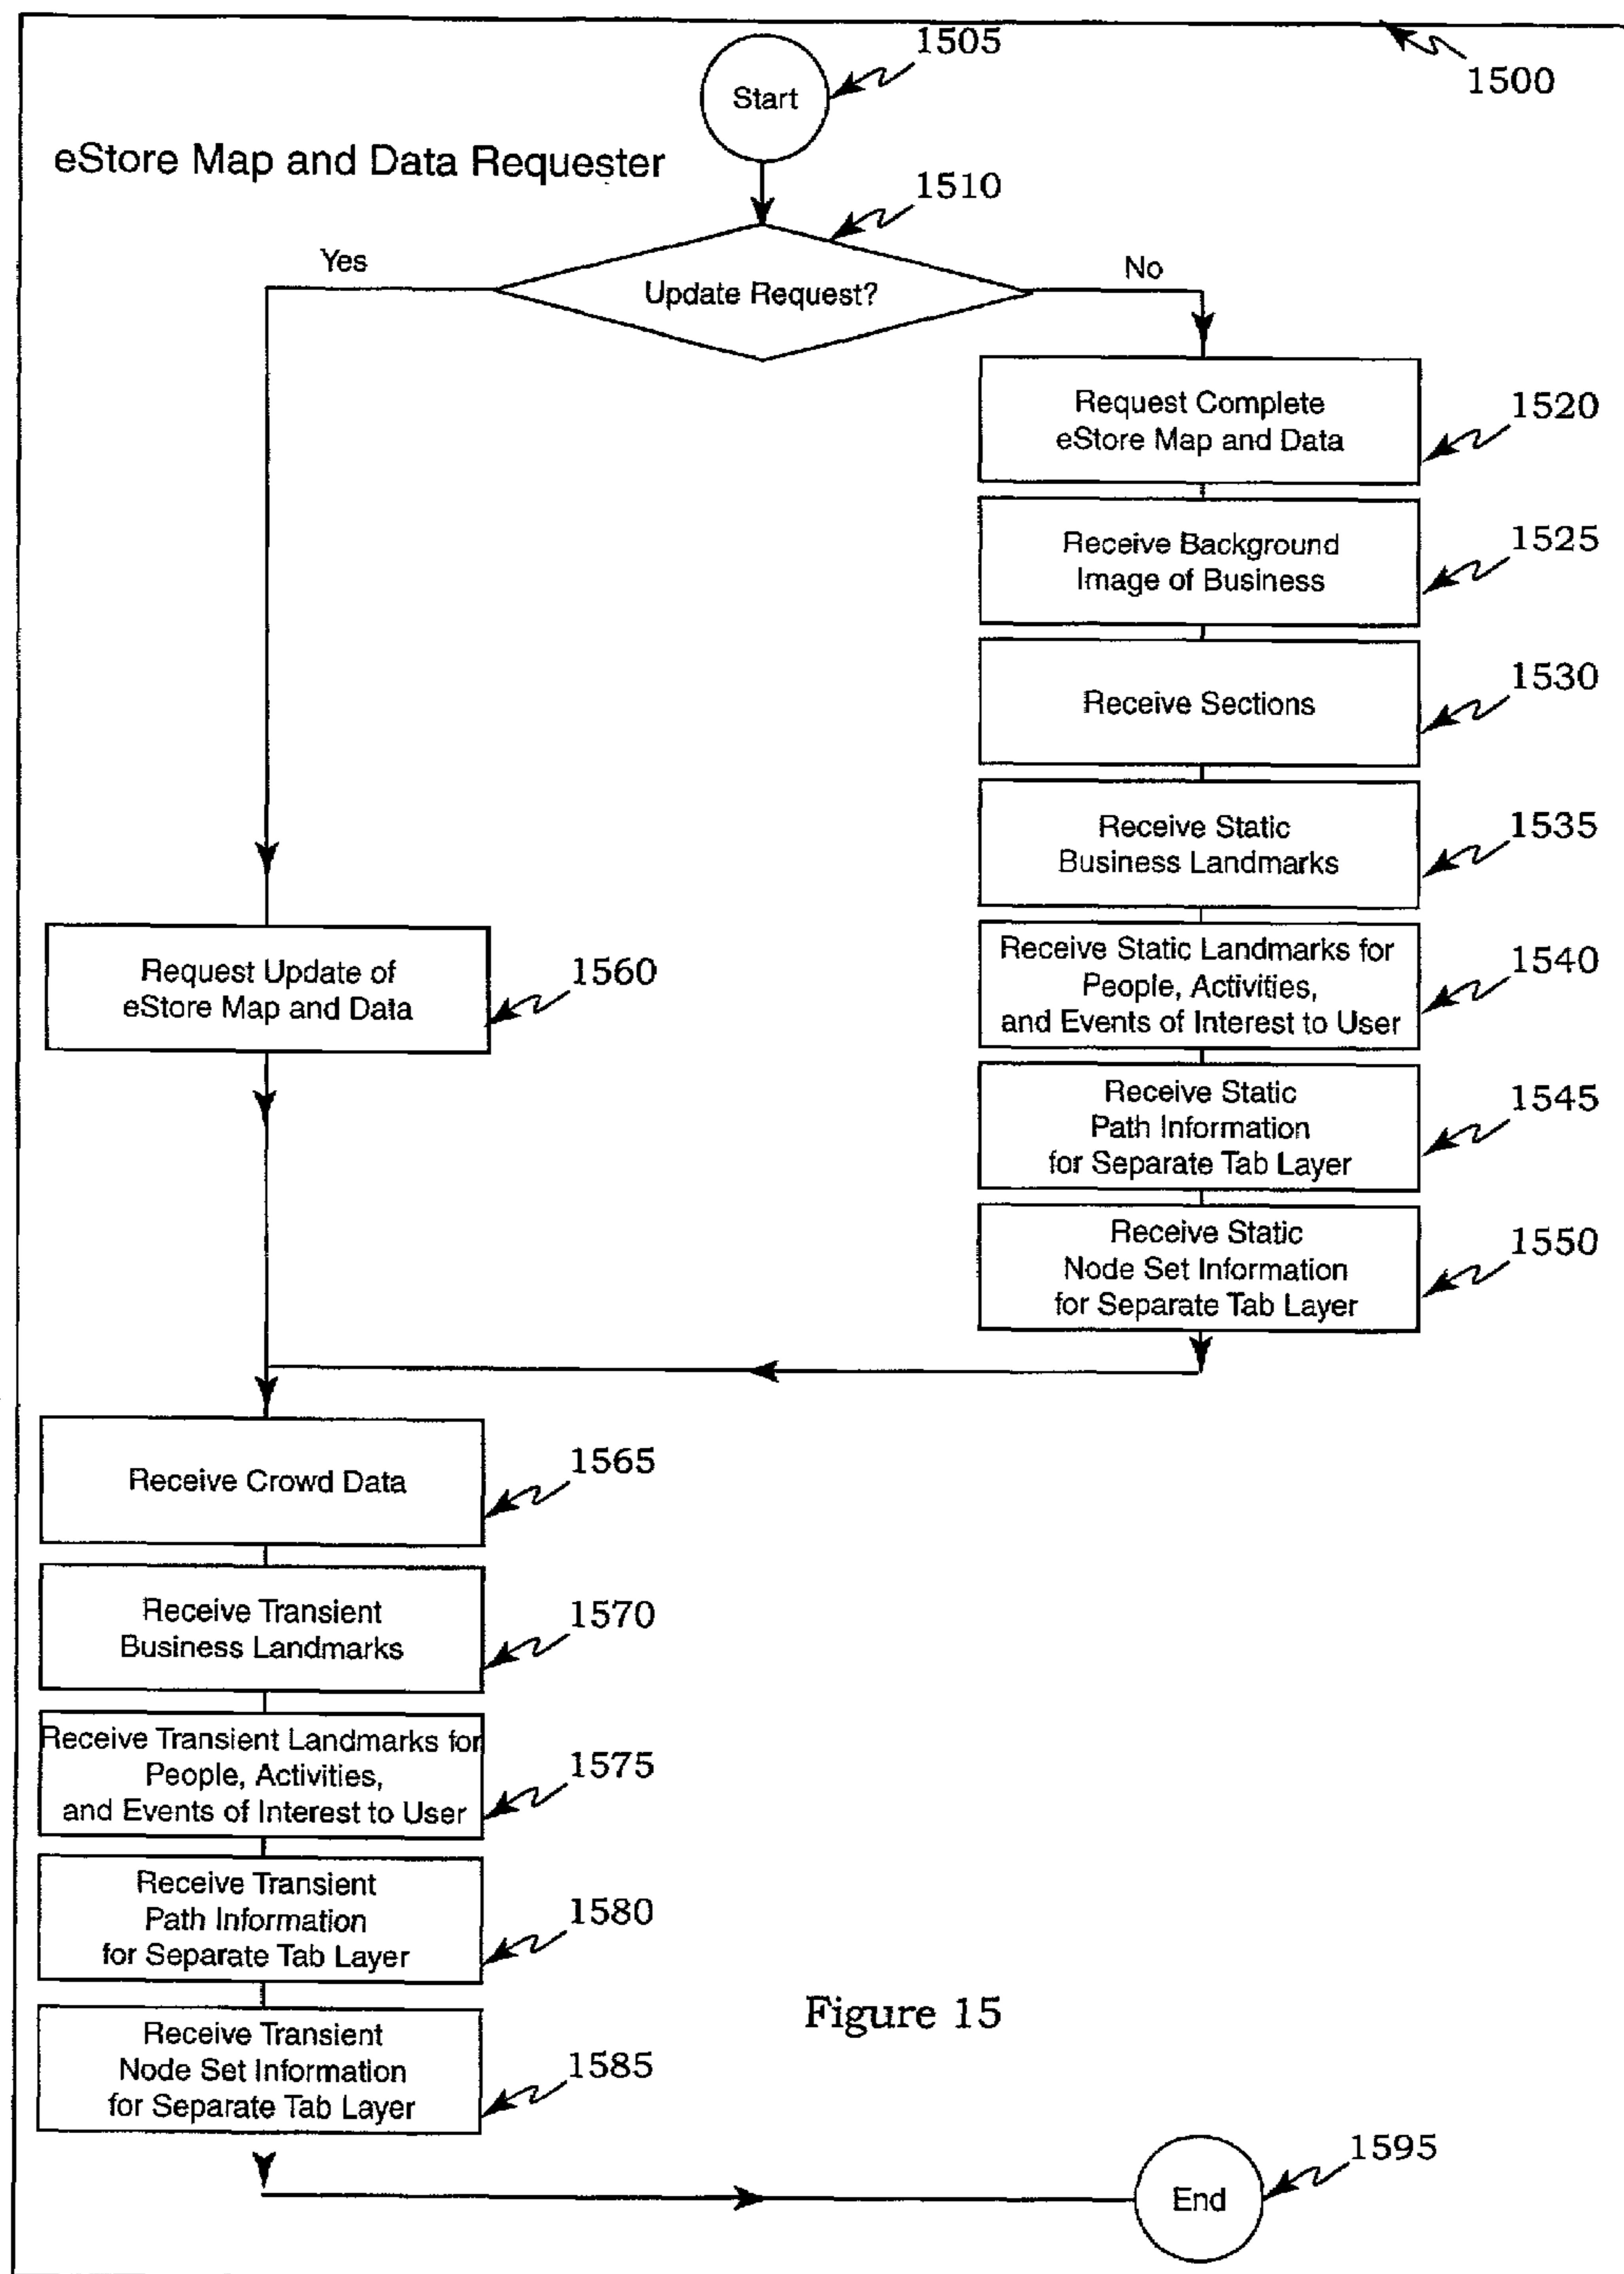 1505
1500
Start
eStore Map and Data Requester
1510
Yes
No
Update Request?
Request Complete
eStore Map and Data
1520
Receive Background
Image of Business
1525
Receive Sections
1530
Receive Static
Business Landmarks
1535
Receive Static Landmarks for
People, Activities,
and Events of Interest to User
1540
Request Update of
eStore Map and Data
1560
Receive Static
Path Information
for Separate Tab Layer
1545
Receive Static
Node Set Information
for Separate Tab Layer
1550
Receive Crowd Data
1565
Receive Transient
Business Landmarks
1570
Receive Transient Landmarks for
People, Activities,
and Events of Interest to User
1575
Receive Transient
Path Information
for Separate Tab Layer
1580
Receive Transient
Node Set Information
for Separate Tab Layer
1585
Figure 15
End
1595